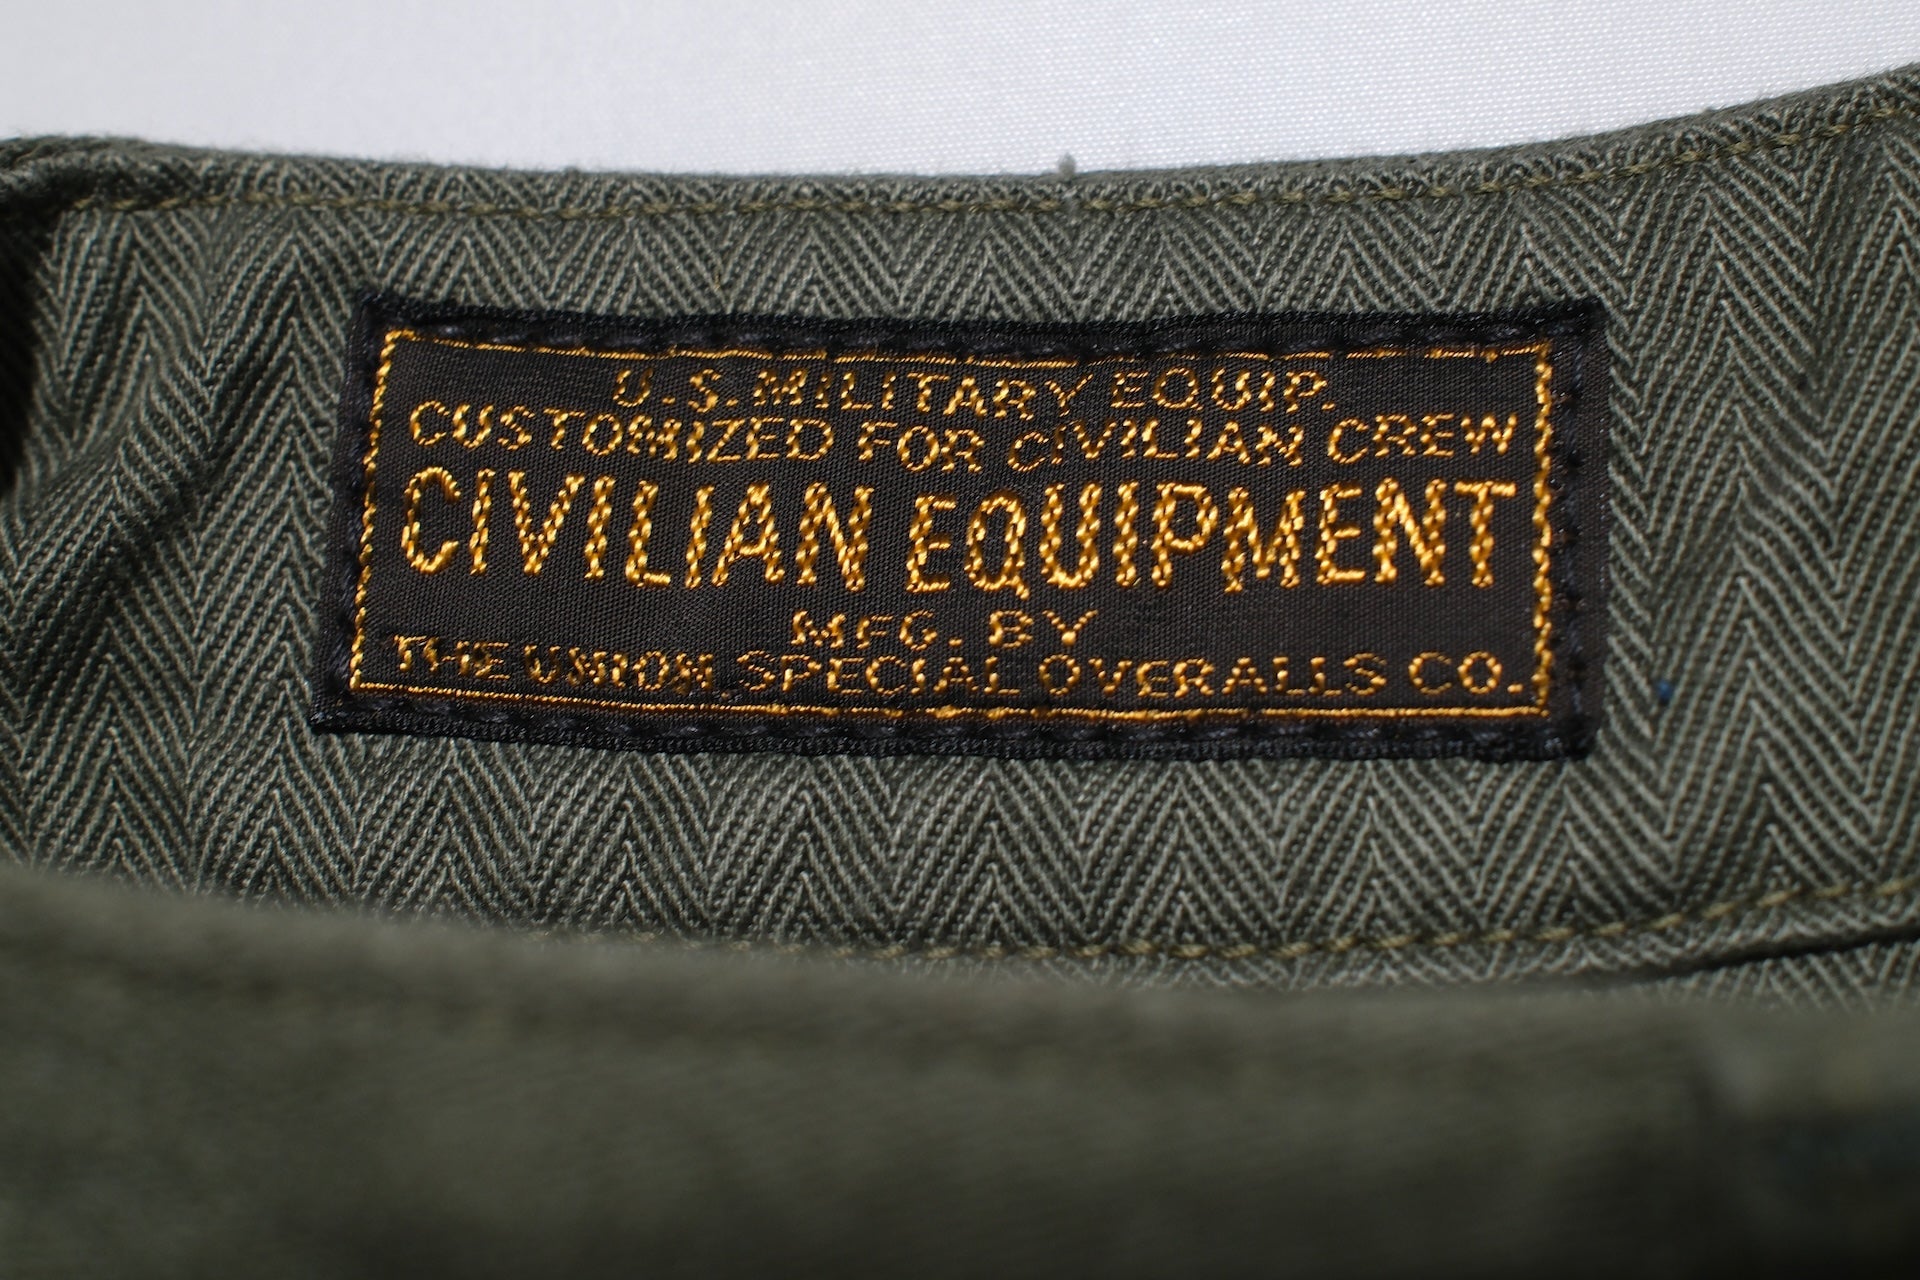 U.S. MILITARY EQUIP.
CUSTOMIZED FOR CIVILIAN CREW
CIVILIAN EQUIPMENT
MFG. BY
THE UNION SPECIAL OVERALLS CO.